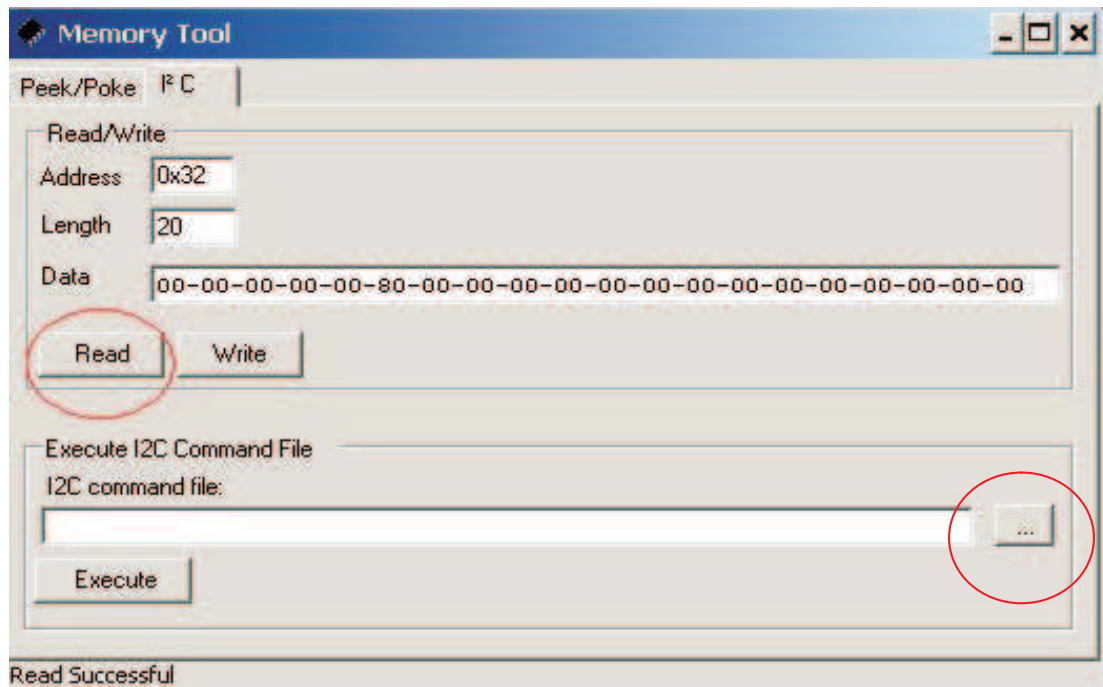 Memory Tool
Peek/Poke I² C
Read/Write
Address 0x32
Length 20
Data 00-00-00-00-00-80-00-00-00-00-00-00-00-00-00-00-00-00-00-00
Read Write
Execute I2C Command File
I2C command file:
...
Execute
Read Successful